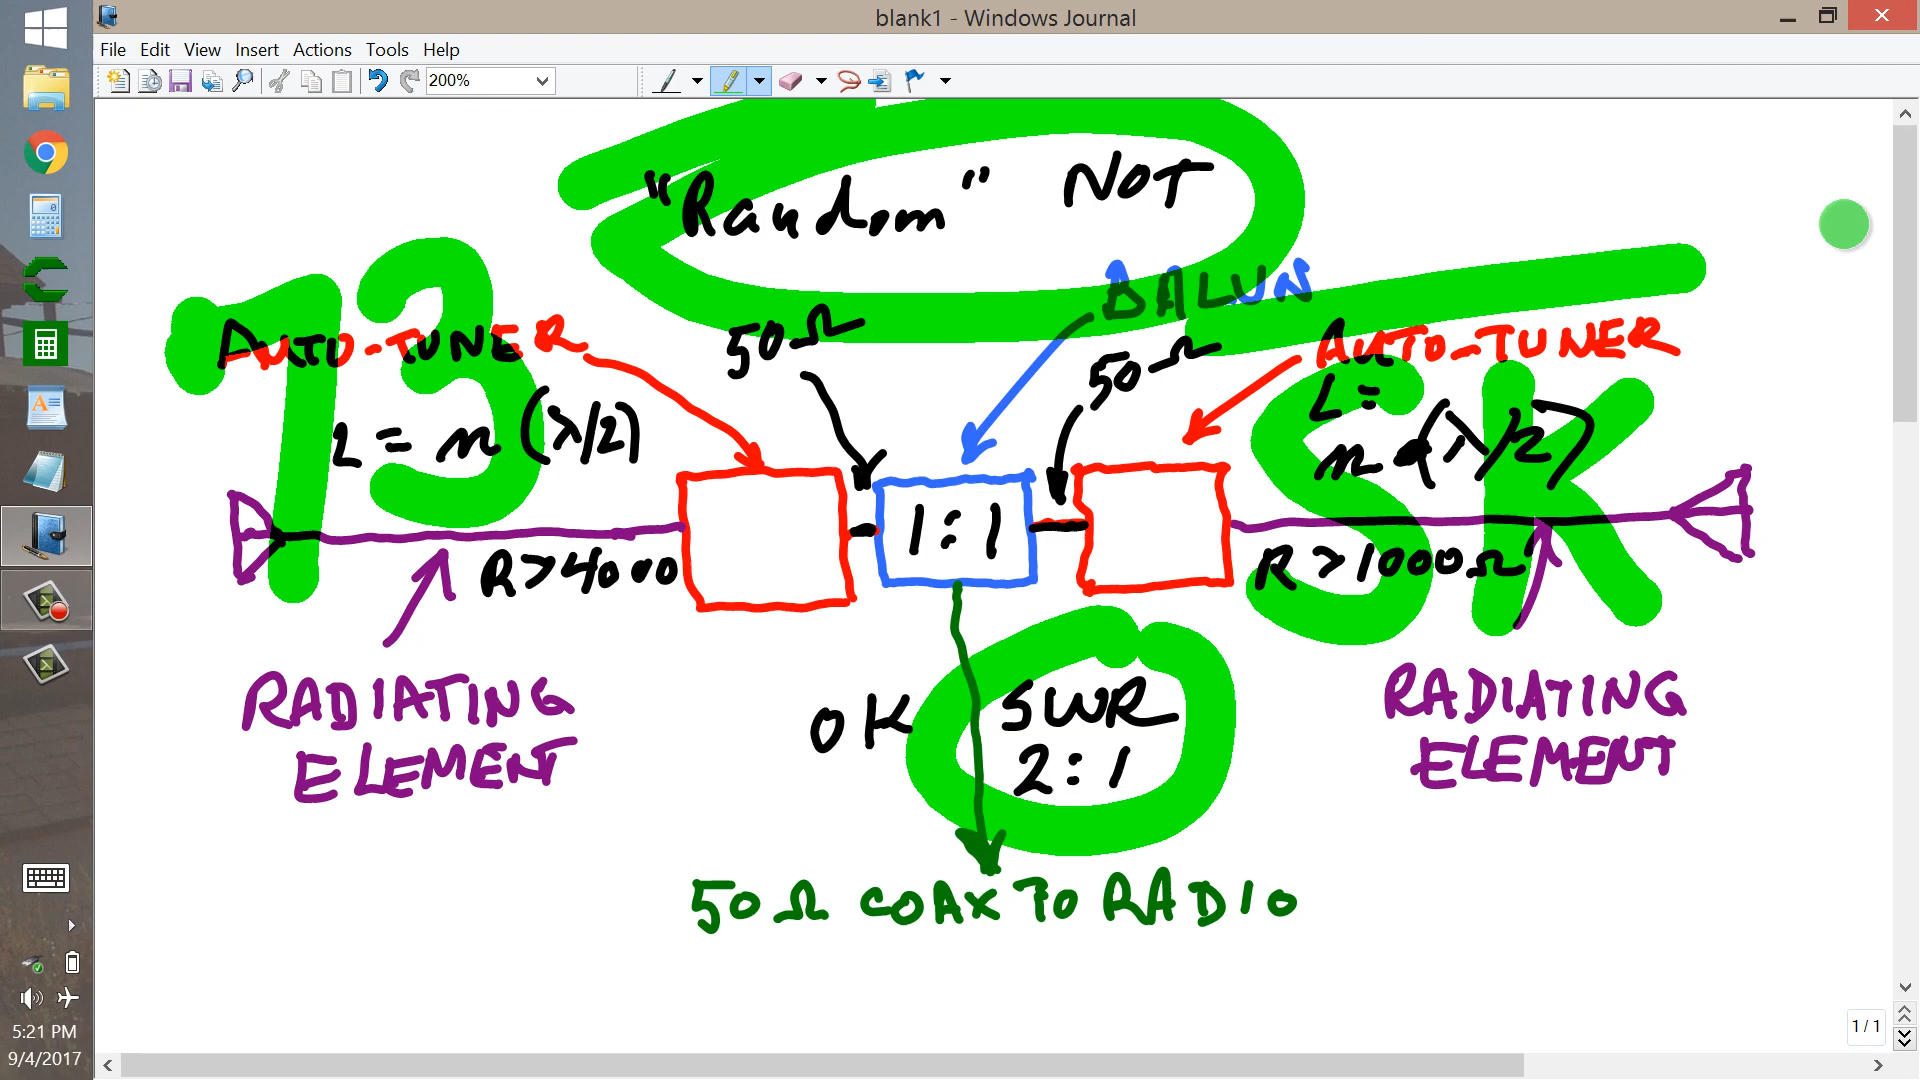 blank1 - Windows Journal
File Edit View Insert Actions Tools Help
200%
"Random" NOT
BALUN
73
AUTO-TUNER
50Ω
50Ω
AUTO-TUNER
L = n (λ/2)
L =
n (λ/2)
SK
1:1
R>4000
R>1000Ω
RADIATING
ELEMENT
OK
SWR
2:1
RADIATING
ELEMENT
50Ω COAX TO RADIO
1 / 1
5:21 PM
9/4/2017